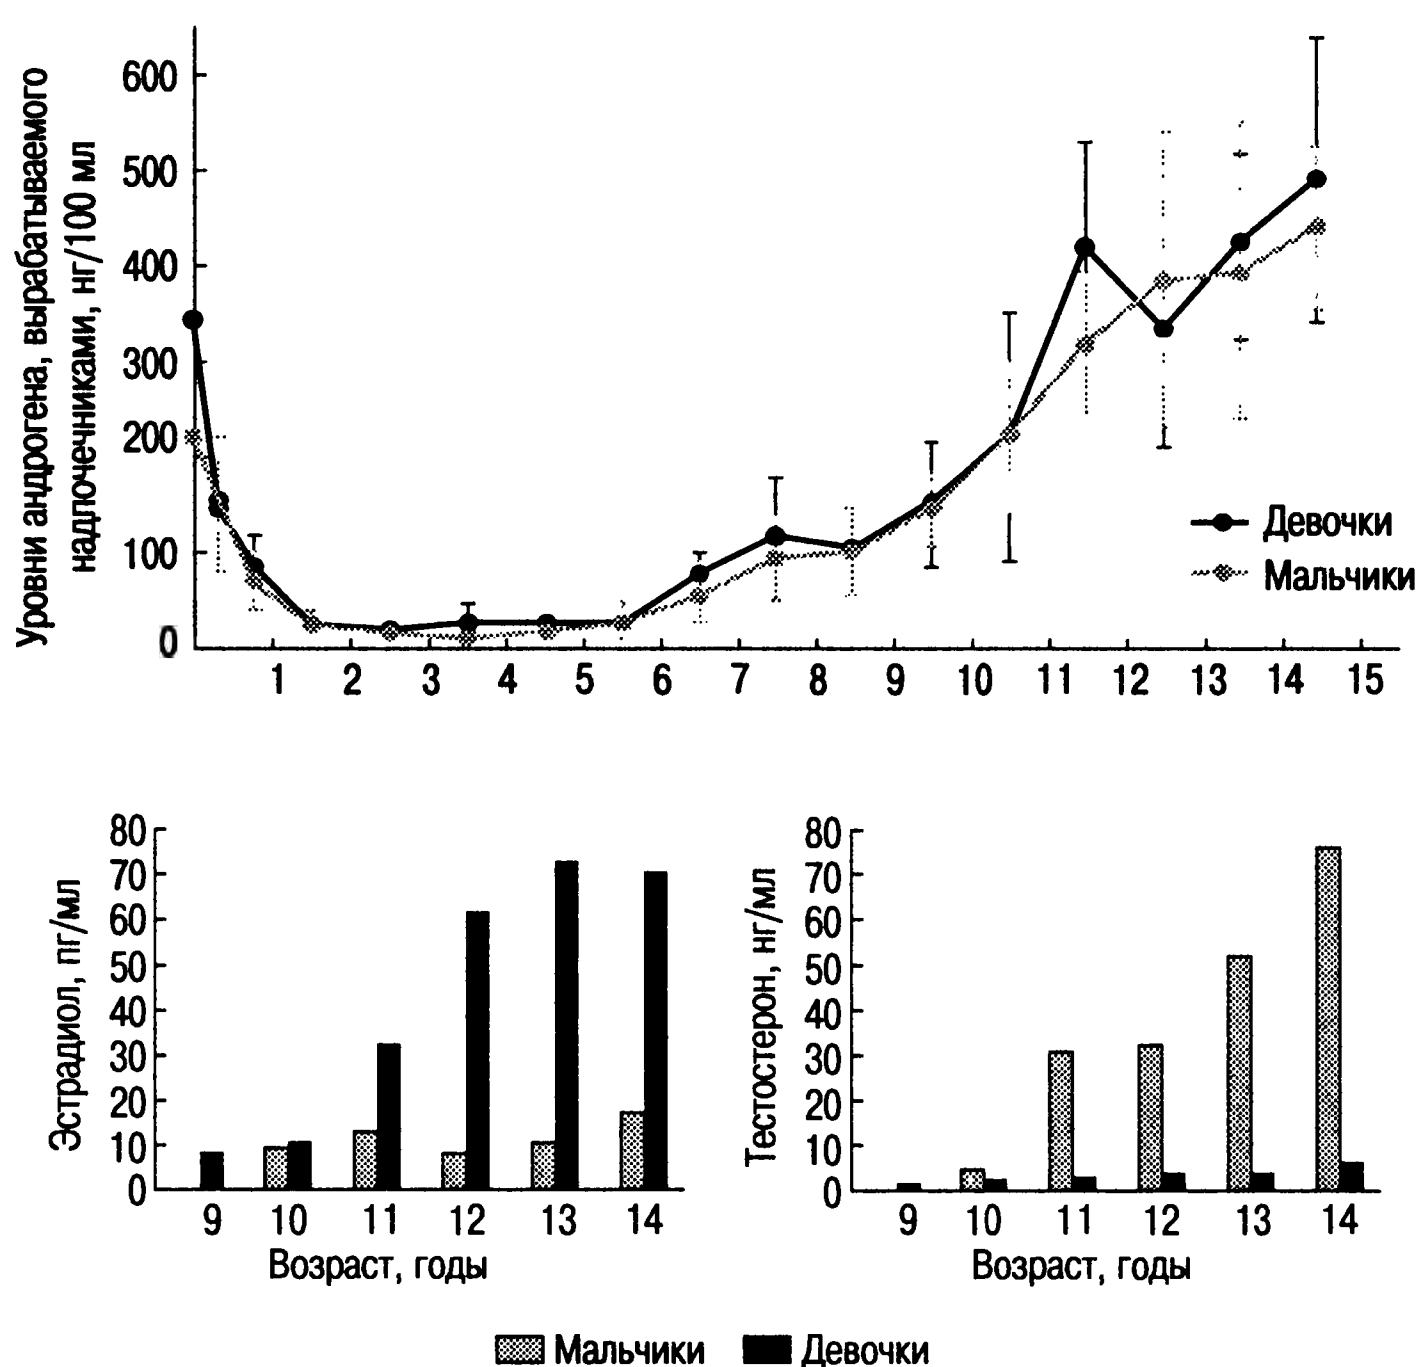 Уровни андрогена, вырабатываемого
надпочечниками, нг/100 мл
600
500
400
300
200
100
0
1 2 3 4 5 6 7 8 9 10 11 12 13 14 15
Девочки
Мальчики
Эстрадиол, пг/мл
80
70
60
50
40
30
20
10
0
9 10 11 12 13 14
Возраст, годы
Тестостерон, нг/мл
80
70
60
50
40
30
20
10
0
9 10 11 12 13 14
Возраст, годы
Мальчики Девочки